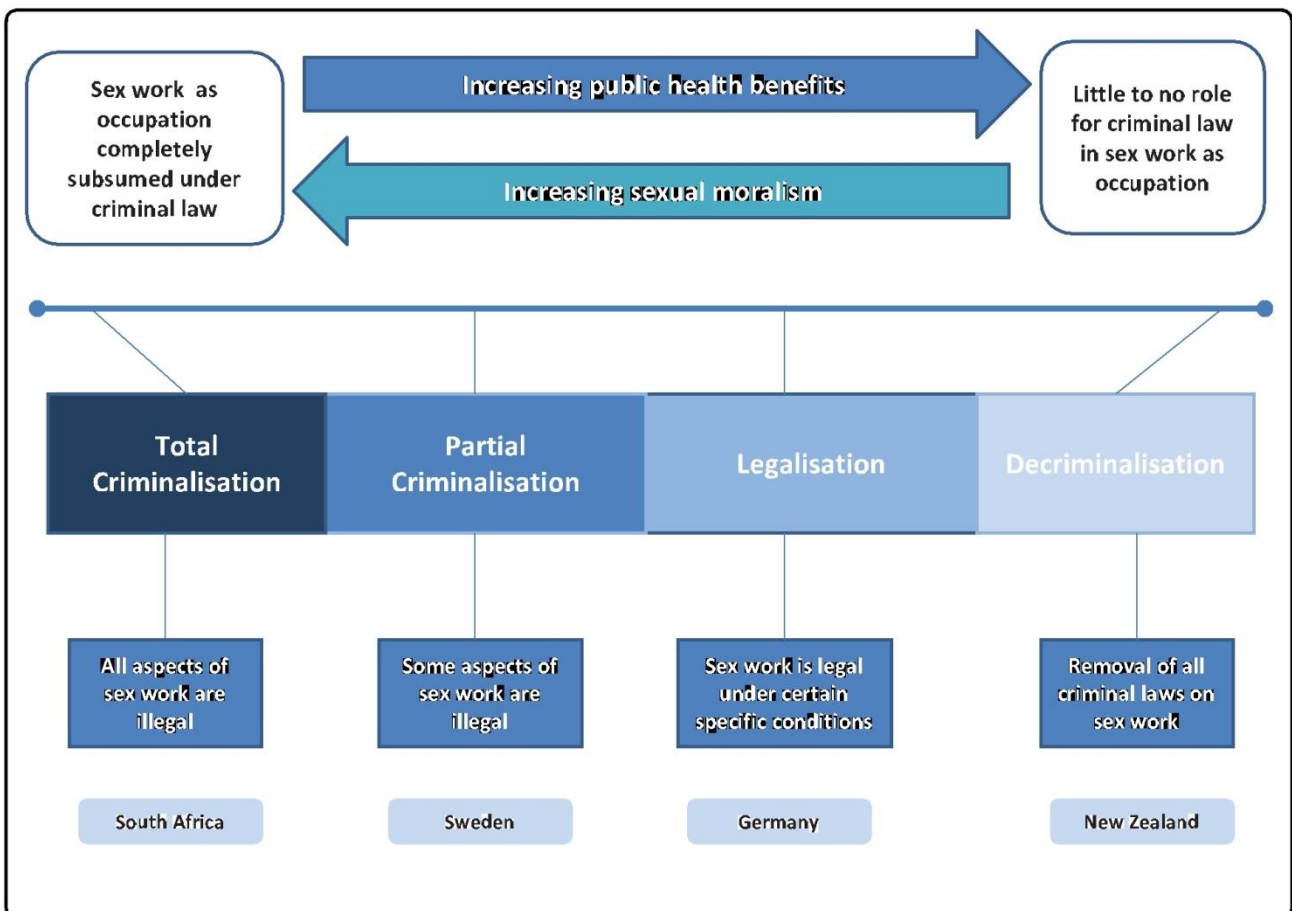 Sex work as
occupation
completely
subsumed under
criminal law
Increasing public health benefits
Increasing sexual moralism
Little to no role
for criminal law
in sex work as
occupation
Total
Criminalisation
Partial
Criminalisation
Legalisation
Decriminalisation
All aspects of
sex work are
illegal
Some aspects of
sex work are
illegal
Sex work is legal
under certain
specific conditions
Removal of all
criminal laws on
sex work
South Africa
Sweden
Germany
New Zealand